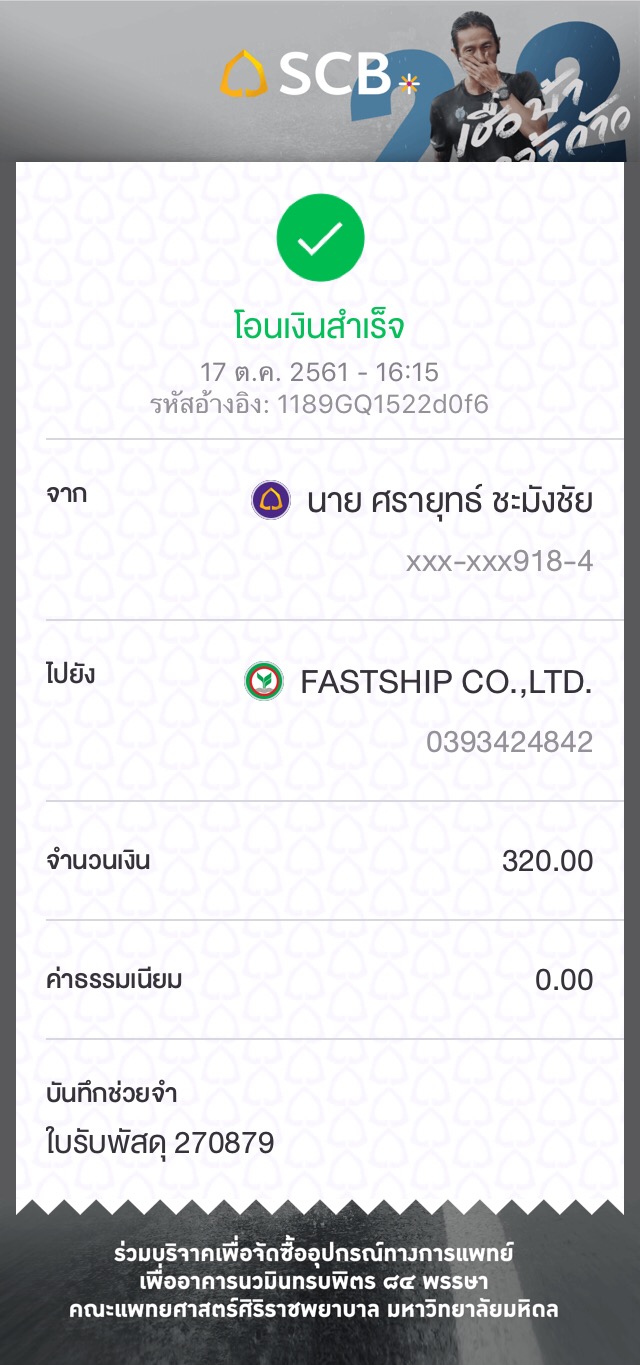 SCB
22
เชื่อ บ้า
กล้า ก้าว
โอนเงินสำเร็จ
17 ต.ค. 2561 - 16:15
รหัสอ้างอิง: 1189GQ1522d0f6
จาก
นาย ศรายุทธ์ ชะมังชัย
xxx-xxx918-4
ไปยัง
FASTSHIP CO.,LTD.
0393424842
จำนวนเงิน
320.00
ค่าธรรมเนียม
0.00
บันทึกช่วยจำ
ใบรับพัสดุ 270879
ร่วมบริจาคเพื่อจัดซื้ออุปกรณ์ทางการแพทย์
เพื่ออาคารนวมินทรบพิตร ๘๔ พรรษา
คณะแพทยศาสตร์ศิริราชพยาบาล มหาวิทยาลัยมหิดล